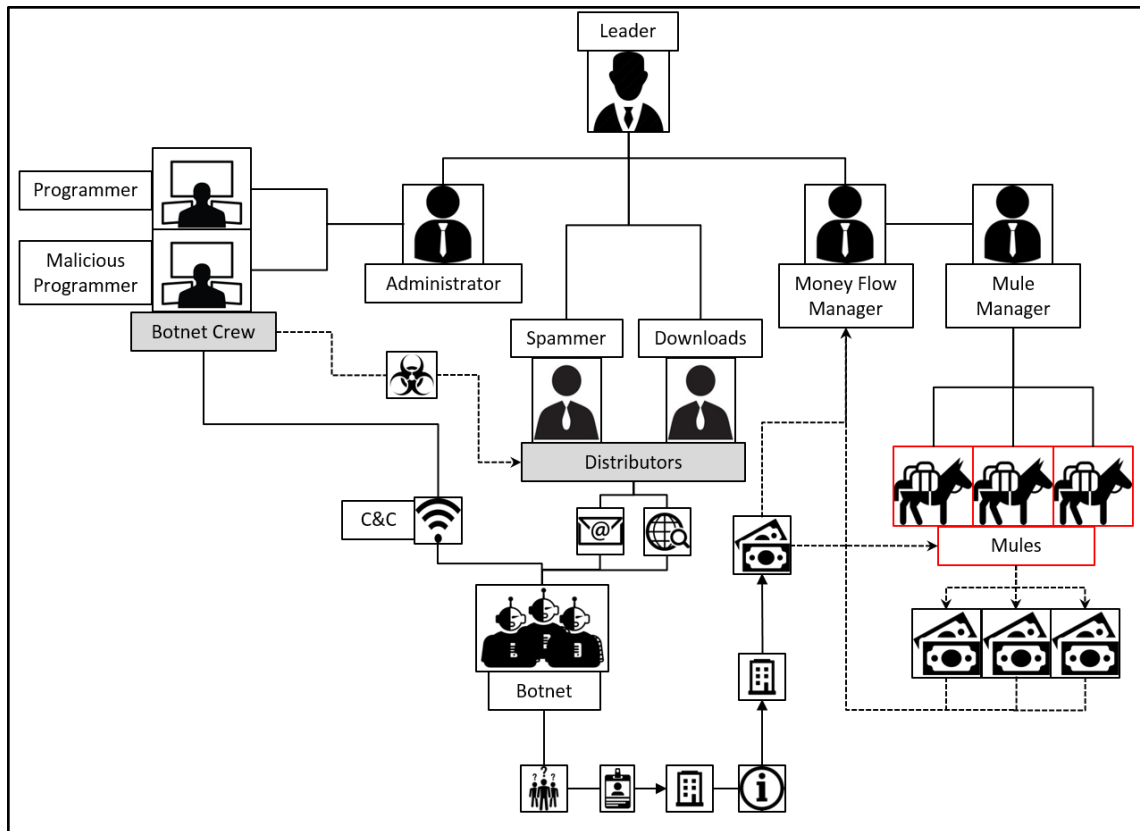 Leader
Programmer
Malicious
Programmer
Botnet Crew
Administrator
Money Flow
Manager
Mule
Manager
Spammer
Downloads
Distributors
C&C
@
Mules
Botnet
? ? ?
i